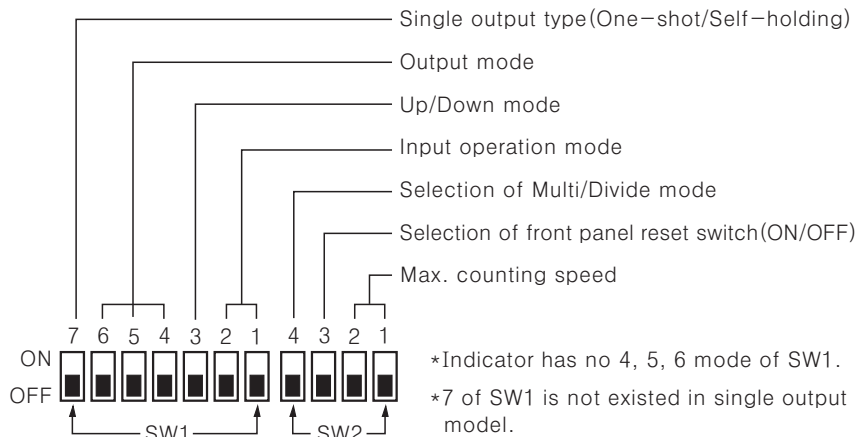 Single output type(One-shot/Self-holding)
Output mode
Up/Down mode
Input operation mode
Selection of Multi/Divide mode
Selection of front panel reset switch(ON/OFF)
Max. counting speed
7 6 5 4 3 2 1 4 3 2 1
ON
OFF
SW1 SW2
*Indicator has no 4, 5, 6 mode of SW1.
*7 of SW1 is not existed in single output
model.